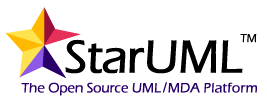 StarUML™
The Open Source UML/MDA Platform